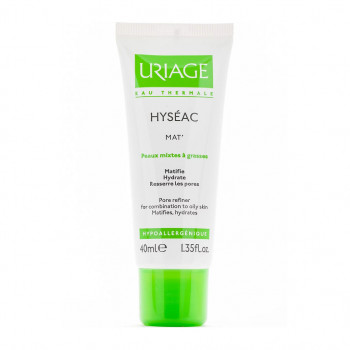 URIAGE
EAU THERMALE
HYSÉAC
MAT'
Peaux mixtes à grasses
Matifie
Hydrate
Resserre les pores
Pore refiner
for combination to oily skin
Matifies, hydrates
HYPOALLERGÉNIQUE
40ml℮ 1.35fl.oz.